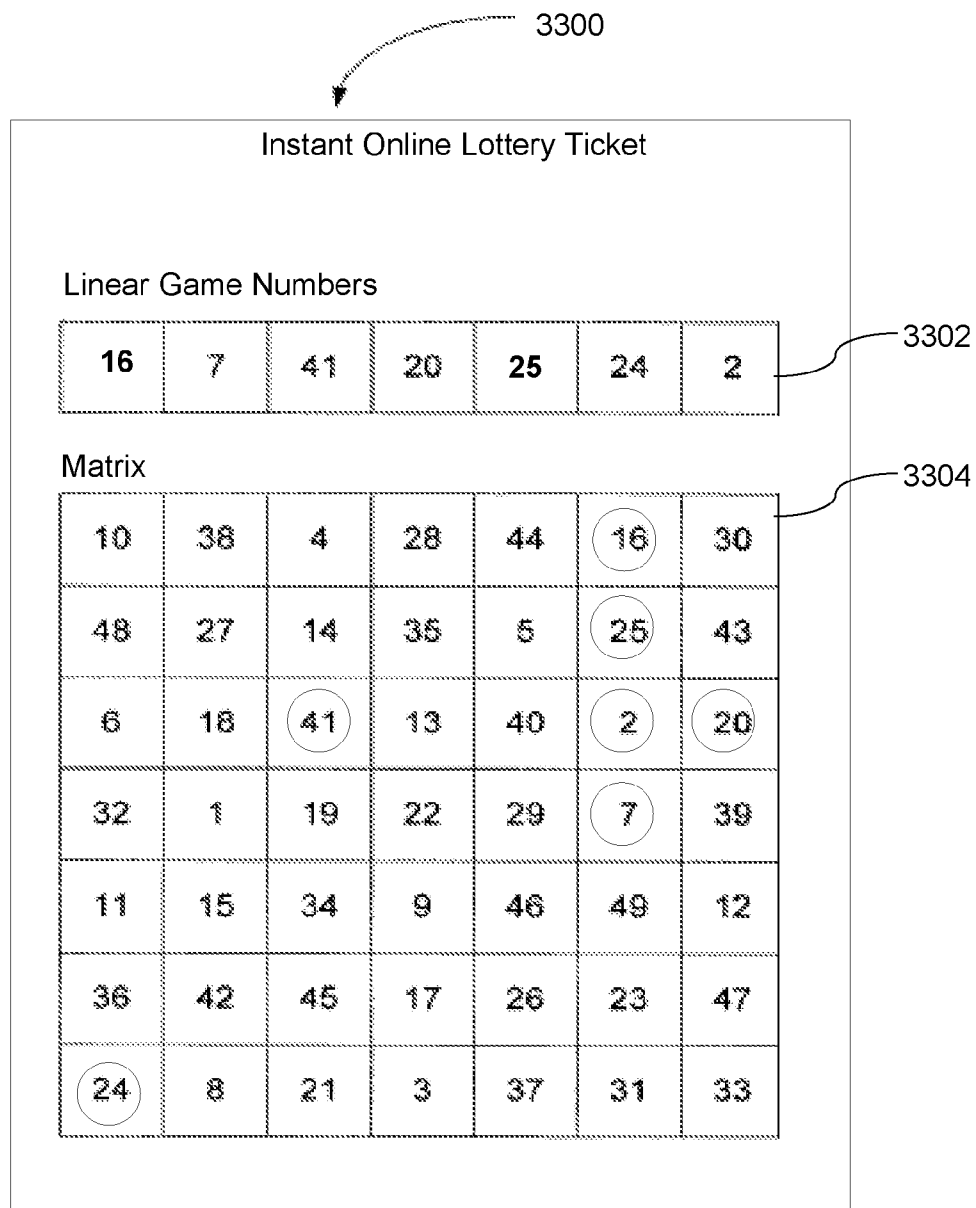 3300
Instant Online Lottery Ticket
Linear Game Numbers
16 7 41 20 25 24 2
3302
Matrix
3304
10 38 4 28 44 16 30
48 27 14 35 5 25 43
6 18 41 13 40 2 20
32 1 19 22 29 7 39
11 15 34 9 46 49 12
36 42 45 17 26 23 47
24 8 21 3 37 31 33